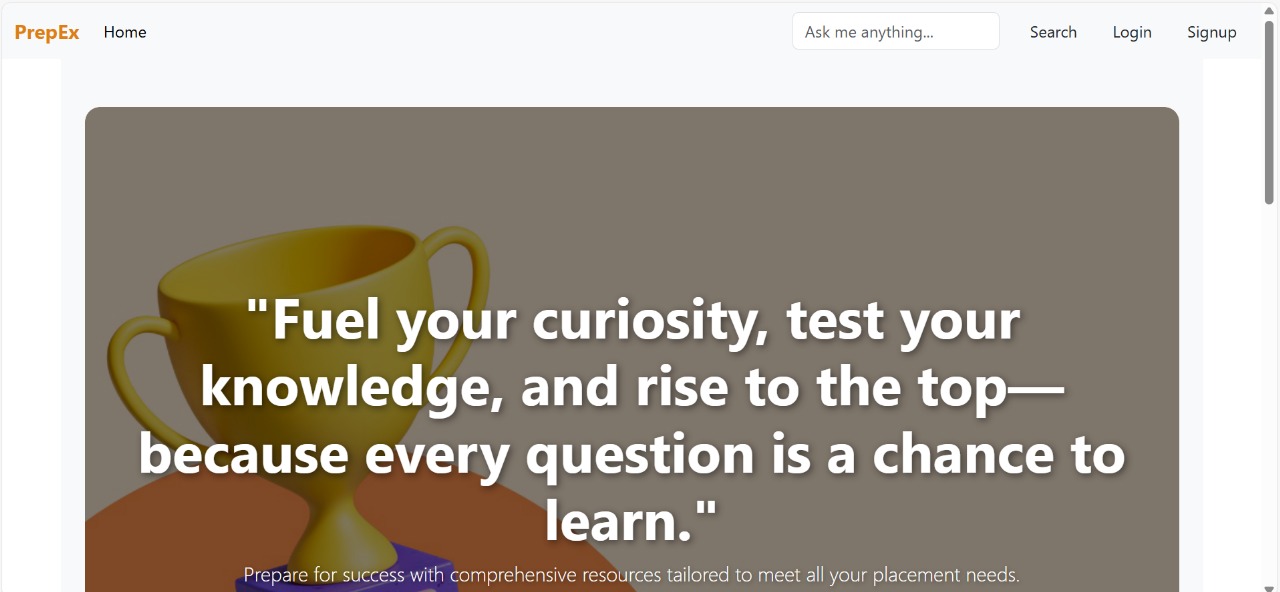 PrepEx Home Ask me anything... Search Login Signup
"Fuel your curiosity, test your
knowledge, and rise to the top—
because every question is a chance to
learn."
Prepare for success with comprehensive resources tailored to meet all your placement needs.